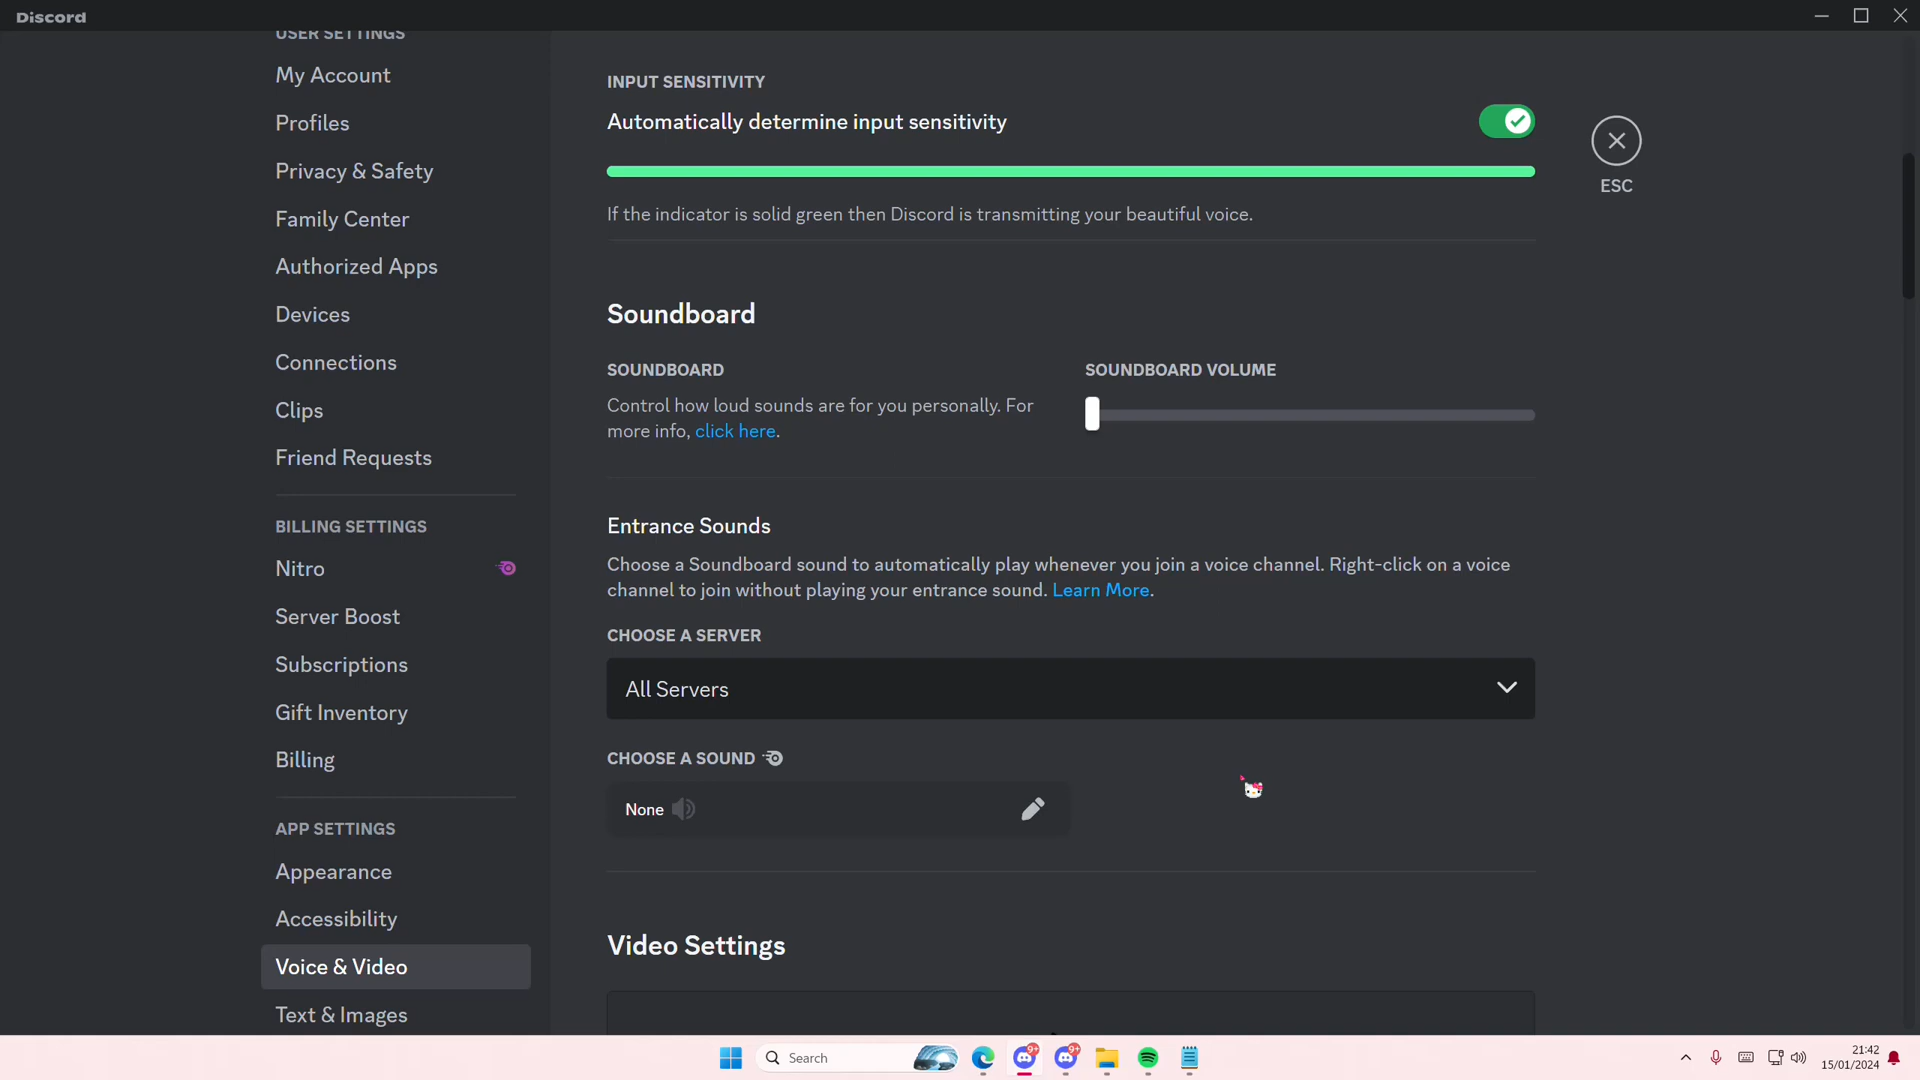 Discord
USER SETTINGS
My Account
Profiles
Privacy & Safety
Family Center
Authorized Apps
Devices
Connections
Clips
Friend Requests
BILLING SETTINGS
Nitro
Server Boost
Subscriptions
Gift Inventory
Billing
APP SETTINGS
Appearance
Accessibility
Voice & Video
Text & Images
INPUT SENSITIVITY
Automatically determine input sensitivity
If the indicator is solid green then Discord is transmitting your beautiful voice.
ESC
Soundboard
SOUNDBOARD
Control how loud sounds are for you personally. For
more info, click here.
SOUNDBOARD VOLUME
Entrance Sounds
Choose a Soundboard sound to automatically play whenever you join a voice channel. Right-click on a voice
channel to join without playing your entrance sound. Learn More.
CHOOSE A SERVER
All Servers
CHOOSE A SOUND
None
Video Settings
Search
9+
9+
21:42
15/01/2024